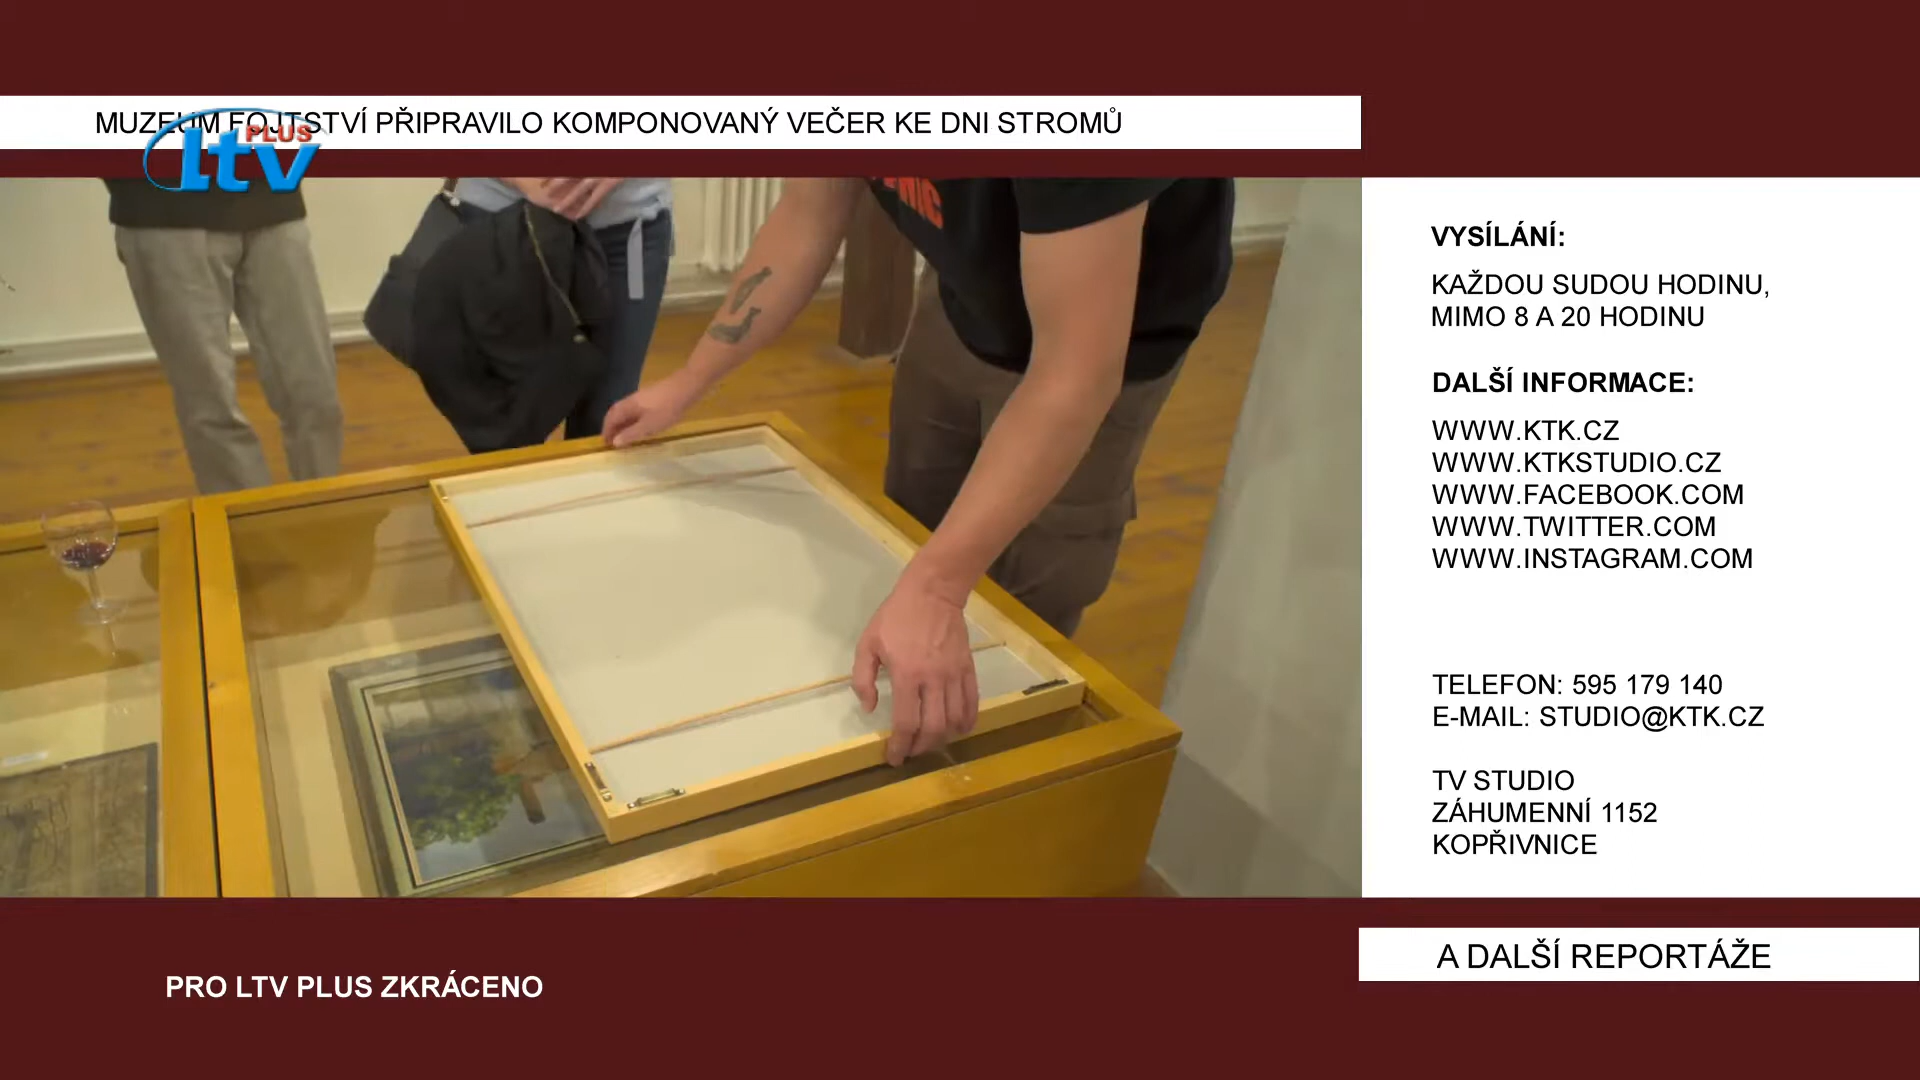 MUZEUM FOJTSTVÍ PŘIPRAVILO KOMPONOVANÝ VEČER KE DNI STROMŮ
ltv PLUS
VYSÍLÁNÍ:
KAŽDOU SUDOU HODINU,
MIMO 8 A 20 HODINU
DALŠÍ INFORMACE:
WWW.KTK.CZ
WWW.KTKSTUDIO.CZ
WWW.FACEBOOK.COM
WWW.TWITTER.COM
WWW.INSTAGRAM.COM
TELEFON: 595 179 140
E-MAIL: STUDIO@KTK.CZ
TV STUDIO
ZÁHUMENNÍ 1152
KOPŘIVNICE
A DALŠÍ REPORTÁŽE
PRO LTV PLUS ZKRÁCENO